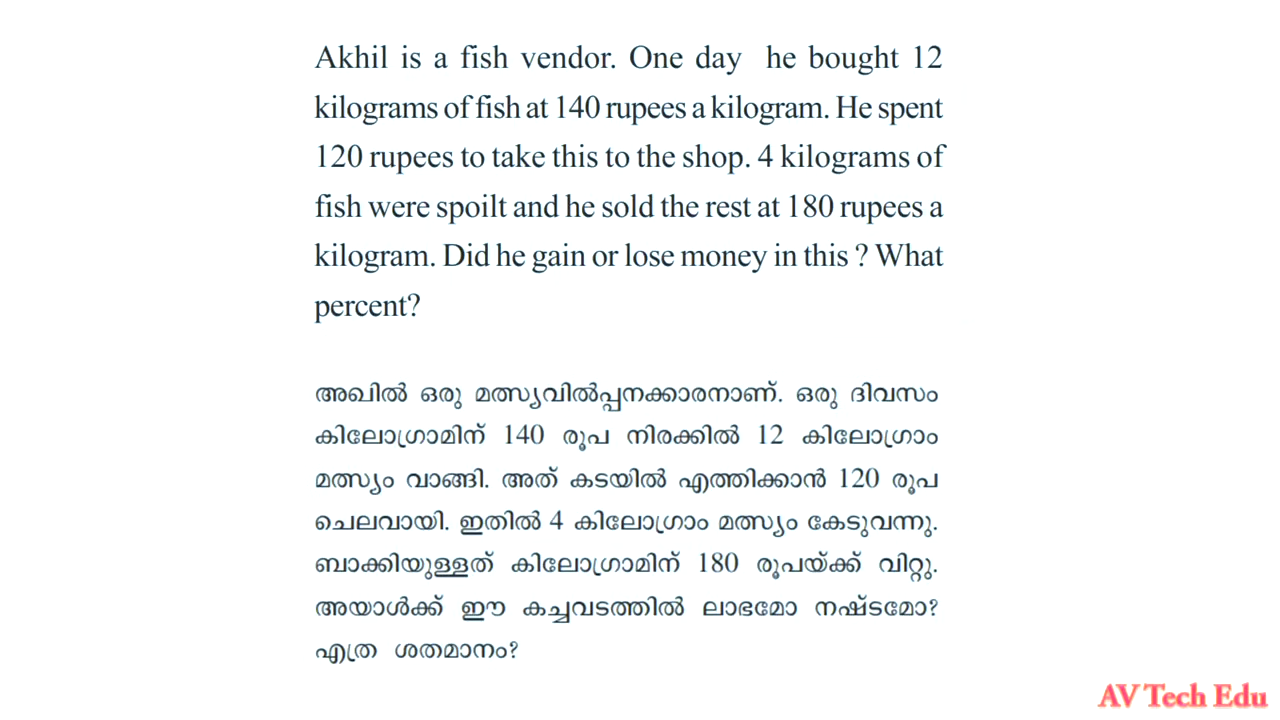 Akhil is a fish vendor. One day he bought 12
kilograms of fish at 140 rupees a kilogram. He spent
120 rupees to take this to the shop. 4 kilograms of
fish were spoilt and he sold the rest at 180 rupees a
kilogram. Did he gain or lose money in this ? What
percent?
അഖിൽ ഒരു മത്സ്യവിൽപ്പനക്കാരനാണ്. ഒരു ദിവസം
കിലോഗ്രാമിന് 140 രൂപ നിരക്കിൽ 12 കിലോഗ്രാം
മത്സ്യം വാങ്ങി. അത് കടയിൽ എത്തിക്കാൻ 120 രൂപ
ചെലവായി. ഇതിൽ 4 കിലോഗ്രാം മത്സ്യം കേടുവന്നു.
ബാക്കിയുള്ളത് കിലോഗ്രാമിന് 180 രൂപയ്ക്ക് വിറ്റു.
അയാൾക്ക് ഈ കച്ചവടത്തിൽ ലാഭമോ നഷ്ടമോ?
എത്ര ശതമാനം?
AV Tech Edu